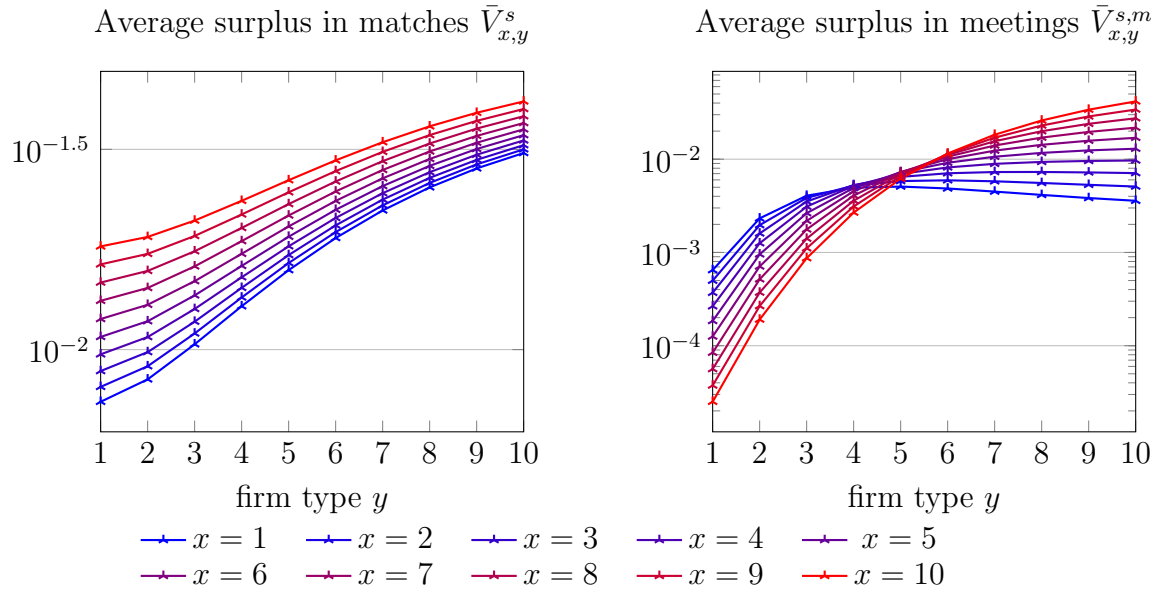 Average surplus in matches V̄^s_{x,y}
10^{−1.5}
10^{−2}
1 2 3 4 5 6 7 8 9 10
firm type y
Average surplus in meetings V̄^{s,m}_{x,y}
10^{−2}
10^{−3}
10^{−4}
1 2 3 4 5 6 7 8 9 10
firm type y
x = 1 x = 2 x = 3 x = 4 x = 5
x = 6 x = 7 x = 8 x = 9 x = 10